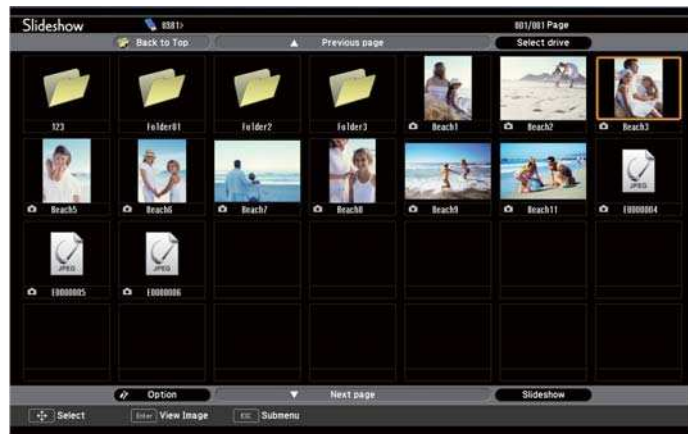 Slideshow 001/001 Page
Back to Top Previous page Select drive
123 Folder01 Folder2 Folder3 Beach1 Beach2 Beach3
Beach5 Beach6 Beach7 Beach8 Beach9 Beach11 E0000004
JPEG
E0000005 E0000006
JPEG JPEG
Option Next page Slideshow
Select Enter View Image ESC Submenu